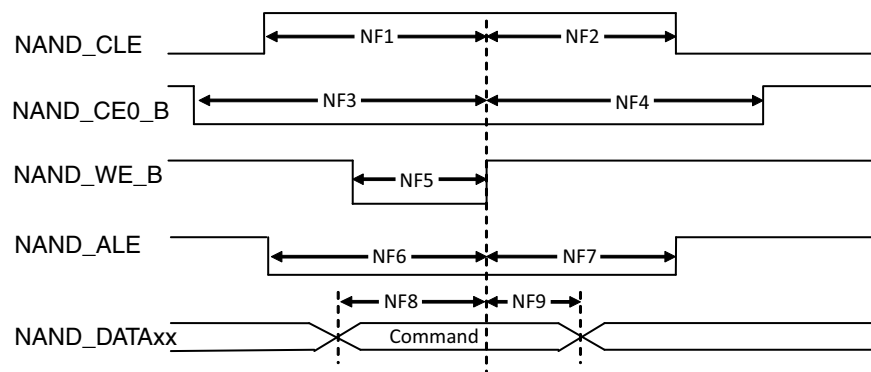 NAND_CLE NF1 NF2
NAND_CE0_B NF3 NF4
NAND_WE_B NF5
NAND_ALE NF6 NF7
NF8 NF9
NAND_DATAxx Command